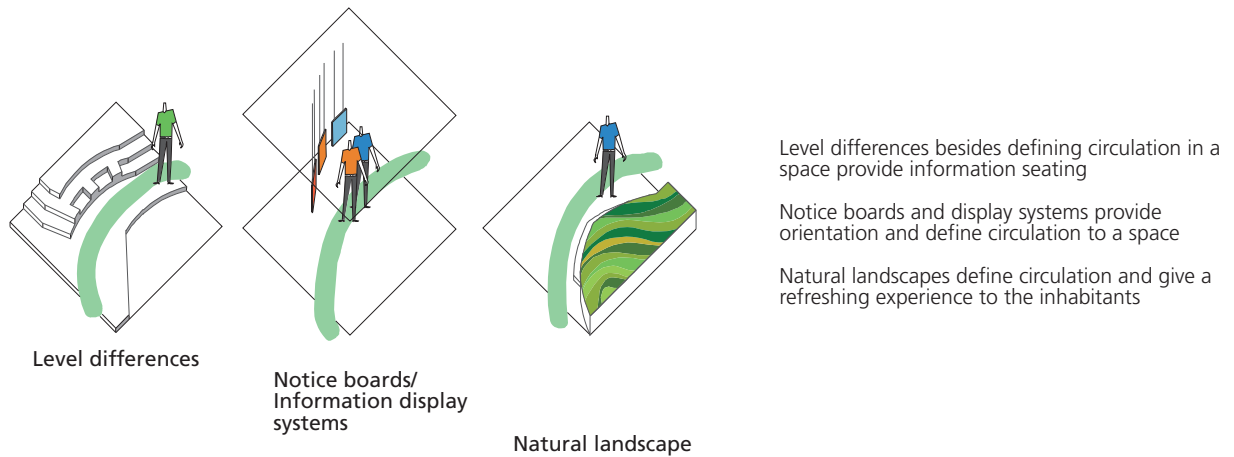 Level differences
Notice boards/
Information display
systems
Natural landscape
Level differences besides defining circulation in a
space provide information seating
Notice boards and display systems provide
orientation and define circulation to a space
Natural landscapes define circulation and give a
refreshing experience to the inhabitants